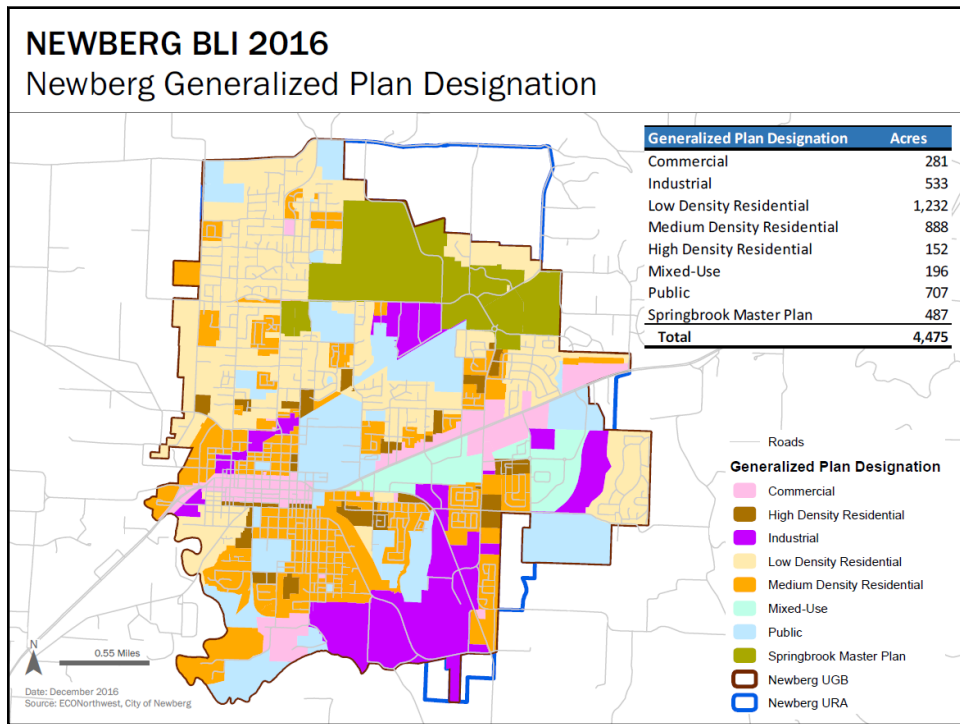 NEWBERG BLI 2016
Newberg Generalized Plan Designation
Generalized Plan Designation Acres
Commercial 281
Industrial 533
Low Density Residential 1,232
Medium Density Residential 888
High Density Residential 152
Mixed-Use 196
Public 707
Springbrook Master Plan 487
Total 4,475
Roads
Generalized Plan Designation
Commercial
High Density Residential
Industrial
Low Density Residential
Medium Density Residential
Mixed-Use
Public
Springbrook Master Plan
Newberg UGB
Newberg URA
N
0.55 Miles
Date: December 2016
Source: ECONorthwest, City of Newberg